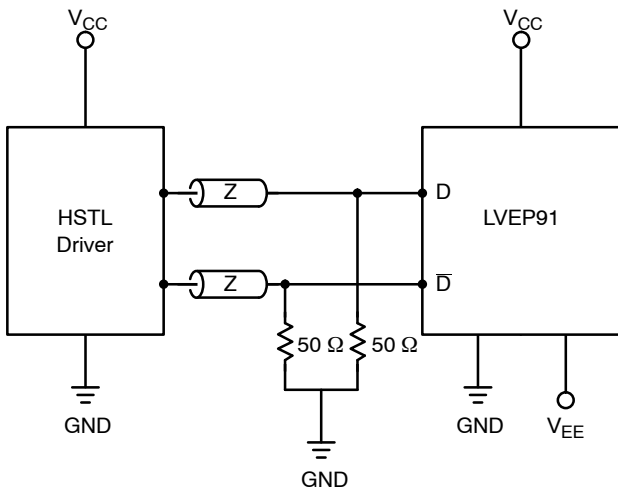 VCC
VCC
Z
D
HSTL
Driver
LVEP91
Z
D̅
50 Ω
50 Ω
GND
GND
VEE
GND